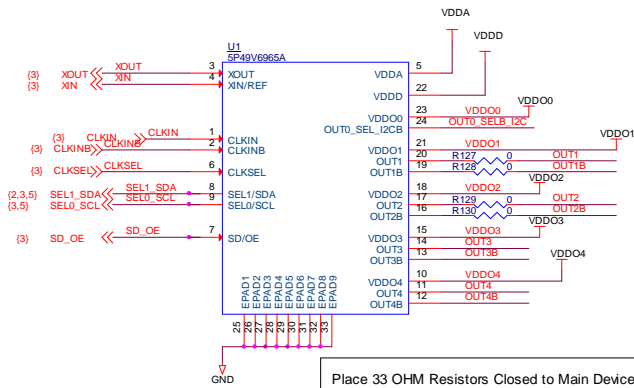 VDDA
VDDD
U1
5P49V6965A
{3} XOUT XOUT 3 XOUT VDDA 5
{3} XIN XIN 4 XIN/REF
VDDD 22
VDDO0 23 VDDO0
OUT0_SEL_I2CB 24 OUT0_SELB_I2C
{3} CLKIN CLKIN 1 CLKIN
{3} CLKINB CLKINB 2 CLKINB
VDDO1 21 VDDO1 VDDO1
OUT1 20 R127 0 OUT1
OUT1B 19 R128 0 OUT1B
{3} CLKSEL CLKSEL 6 CLKSEL
VDDO2
{2,3,5} SEL1_SDA SEL1_SDA 8 SEL1/SDA VDDO2 18 VDDO2
{3,5} SEL0_SCL SEL0_SCL 9 SEL0/SCL OUT2 17 R129 0 OUT2
OUT2B 16 R130 0 OUT2B
VDDO3
{3} SD_OE SD_OE 7 SD/OE VDDO3 15 VDDO3
OUT3 14 OUT3
OUT3B 13 OUT3B
VDDO4
VDDO4 10 VDDO4
OUT4 11 OUT4
OUT4B 12 OUT4B
EPAD1 EPAD2 EPAD3 EPAD4 EPAD5 EPAD6 EPAD7 EPAD8 EPAD9
25 26 27 28 29 30 31 32 33
GND
Place 33 OHM Resistors Closed to Main Device